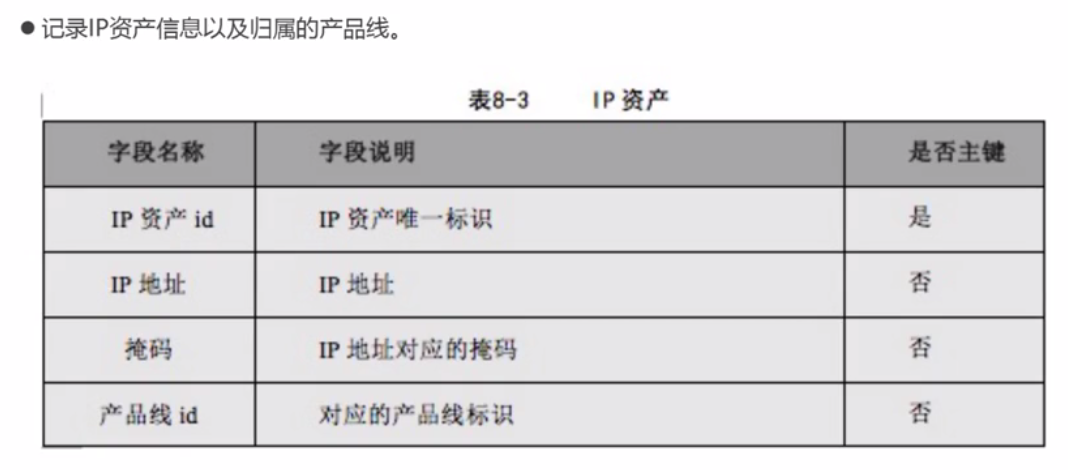 ●记录IP资产信息以及归属的产品线。
表8-3 IP 资产
字段名称 字段说明 是否主键
IP 资产 id IP 资产唯一标识 是
IP 地址 IP 地址 否
掩码 IP 地址对应的掩码 否
产品线 id 对应的产品线标识 否